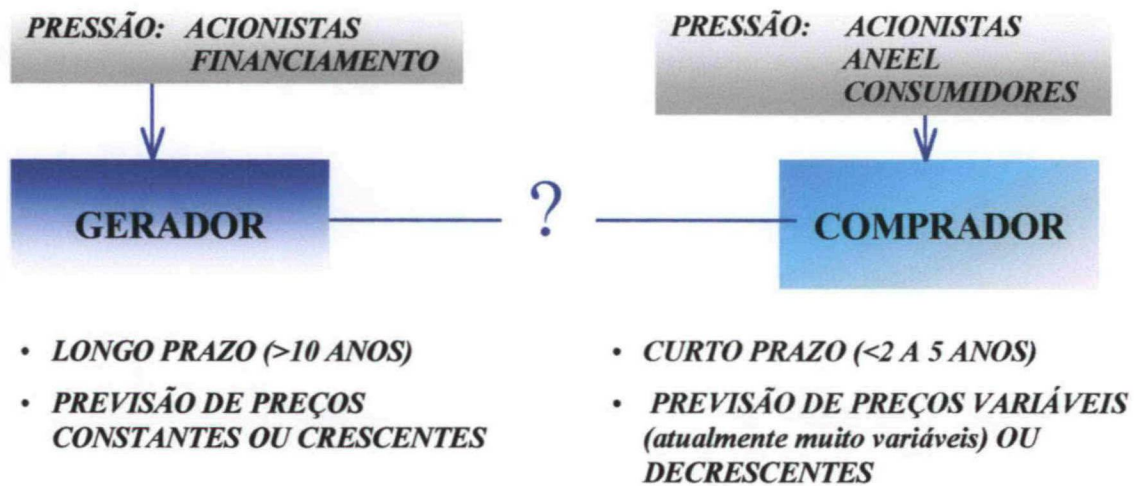 PRESSÃO: ACIONISTAS
FINANCIAMENTO
PRESSÃO: ACIONISTAS
ANEEL
CONSUMIDORES
GERADOR
?
COMPRADOR
• LONGO PRAZO (>10 ANOS)
• PREVISÃO DE PREÇOS
CONSTANTES OU CRESCENTES
• CURTO PRAZO (<2 A 5 ANOS)
• PREVISÃO DE PREÇOS VARIÁVEIS
(atualmente muito variáveis) OU
DECRESCENTES